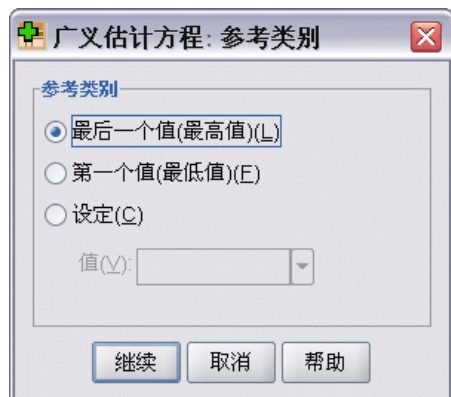 广义估计方程: 参考类别
参考类别
最后一个值(最高值)(L)
第一个值(最低值)(F)
设定(C)
值(V):
继续 取消 帮助